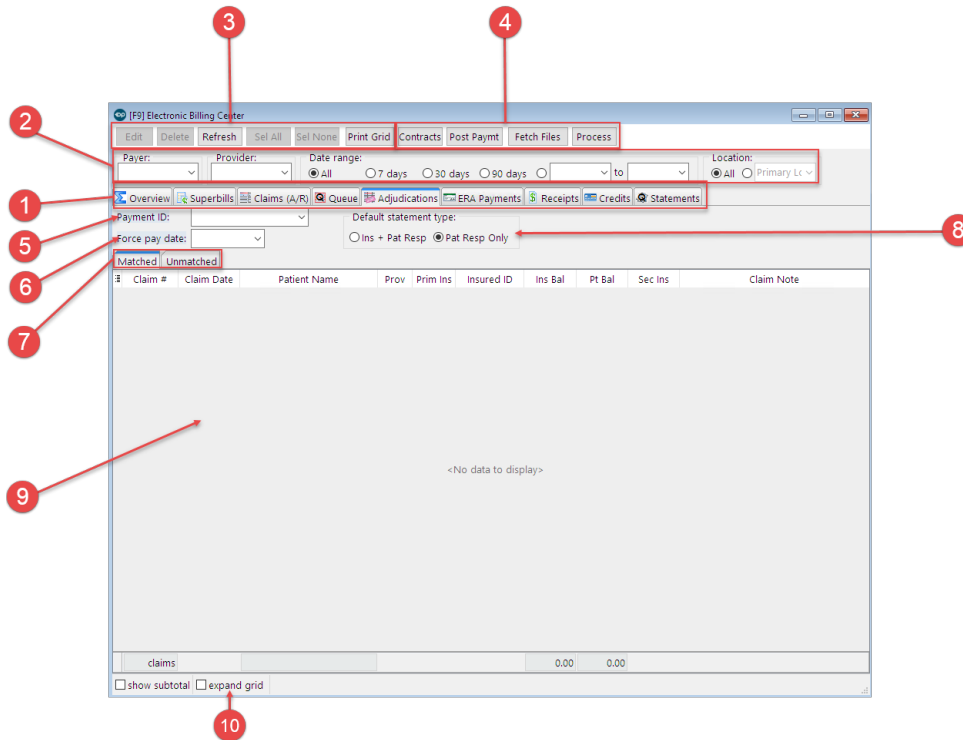 3
4
[F9] Electronic Billing Center
2
Edit Delete Refresh Sel All Sel None Print Grid Contracts Post Paymt Fetch Files Process
Payer: Provider: Date range: Location:
All 7 days 30 days 90 days to All Primary Lc
1
Overview Superbills Claims (A/R) Queue Adjudications ERA Payments Receipts Credits Statements
Payment ID: Default statement type:
5
8
Force pay date: Ins + Pat Resp Pat Resp Only
6
Matched Unmatched
7
Claim # Claim Date Patient Name Prov Prim Ins Insured ID Ins Bal Pt Bal Sec Ins Claim Note
<No data to display>
9
claims 0.00 0.00
show subtotal expand grid
10